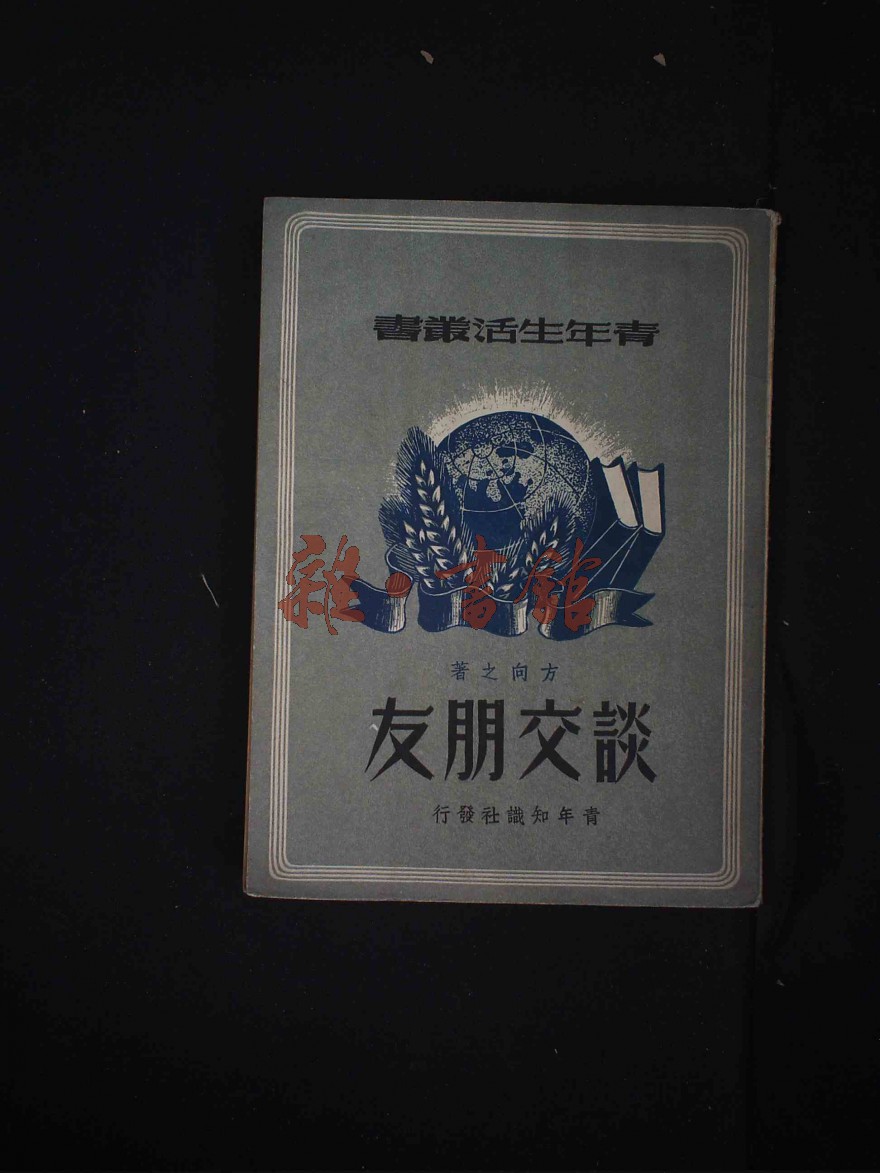 青年生活叢書
雜·書館
方向之著
談交朋友
青年知識社發行